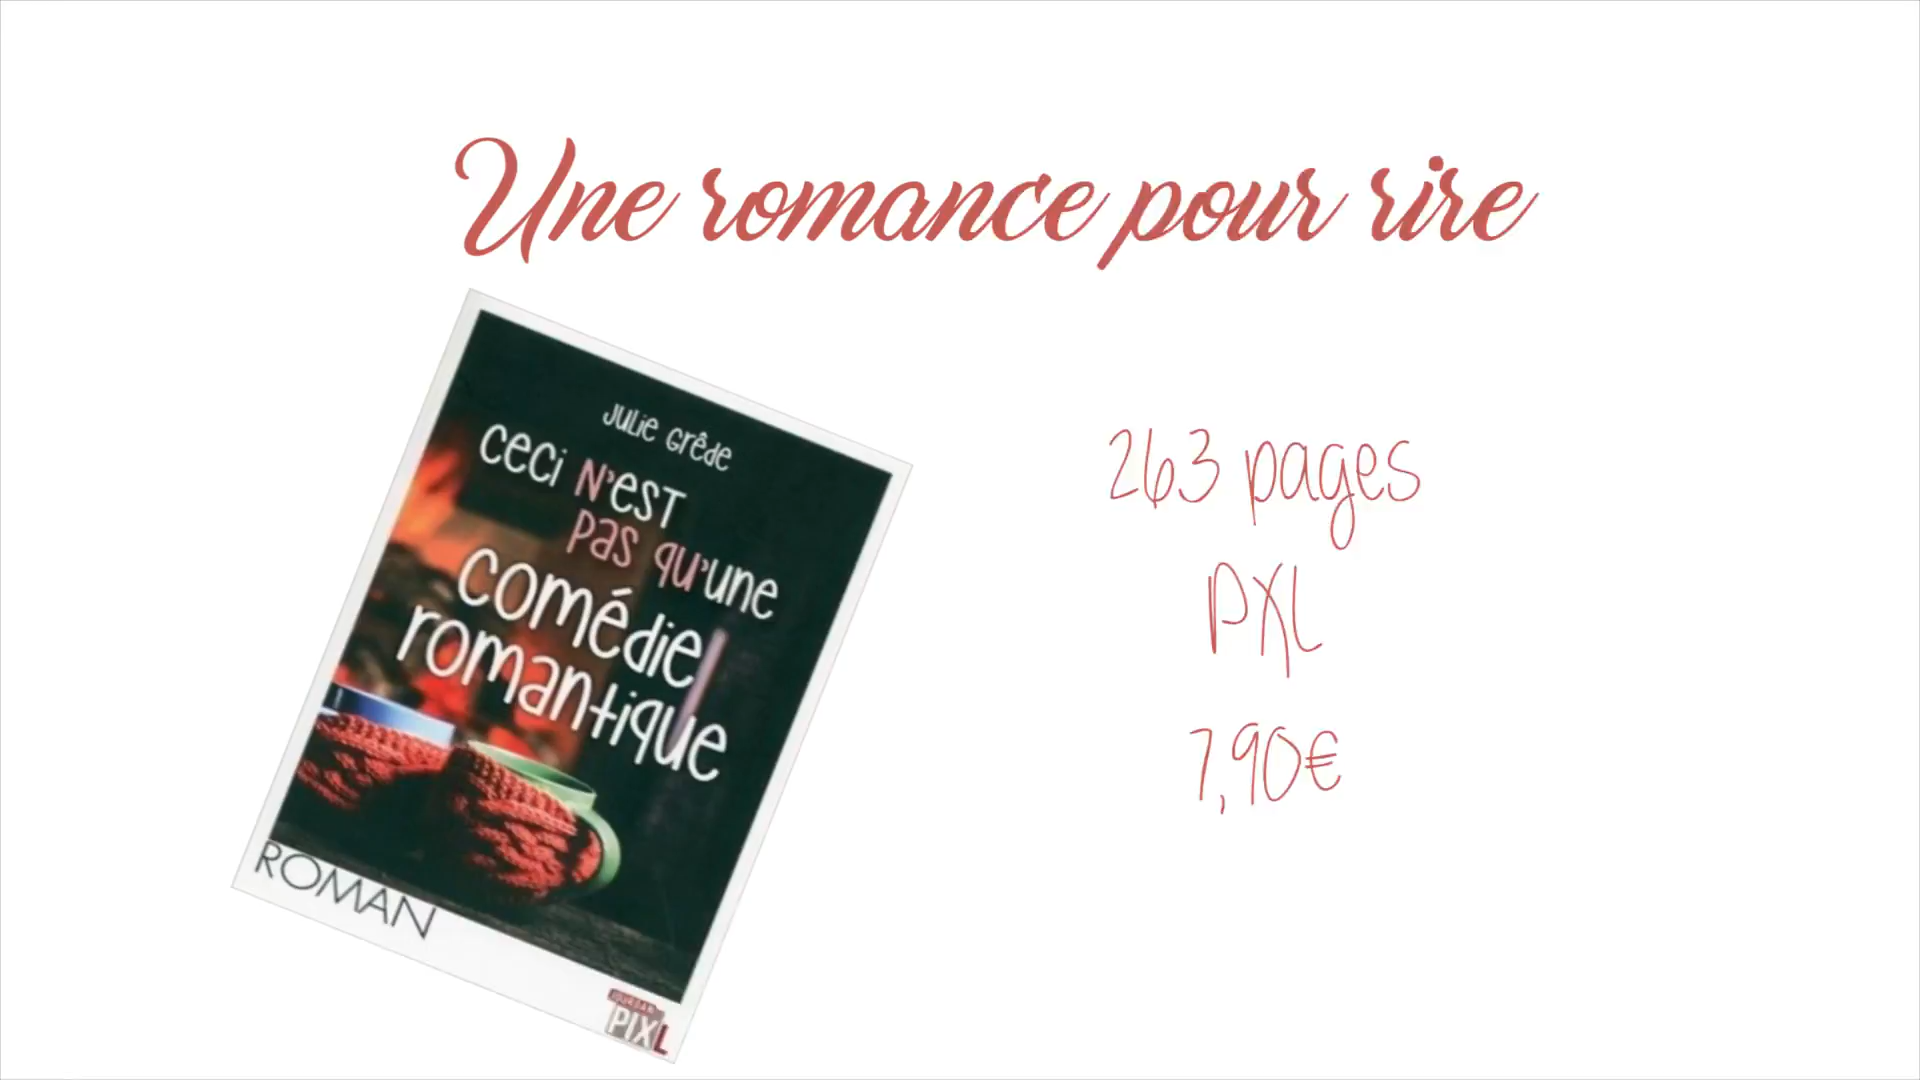 Une romance pour rire
Julie Grêde
ceci N'est
pas qu'une
comédie
romantique
ROMAN
JOURDAN
PIXL
263 pages
PXL
7,90€